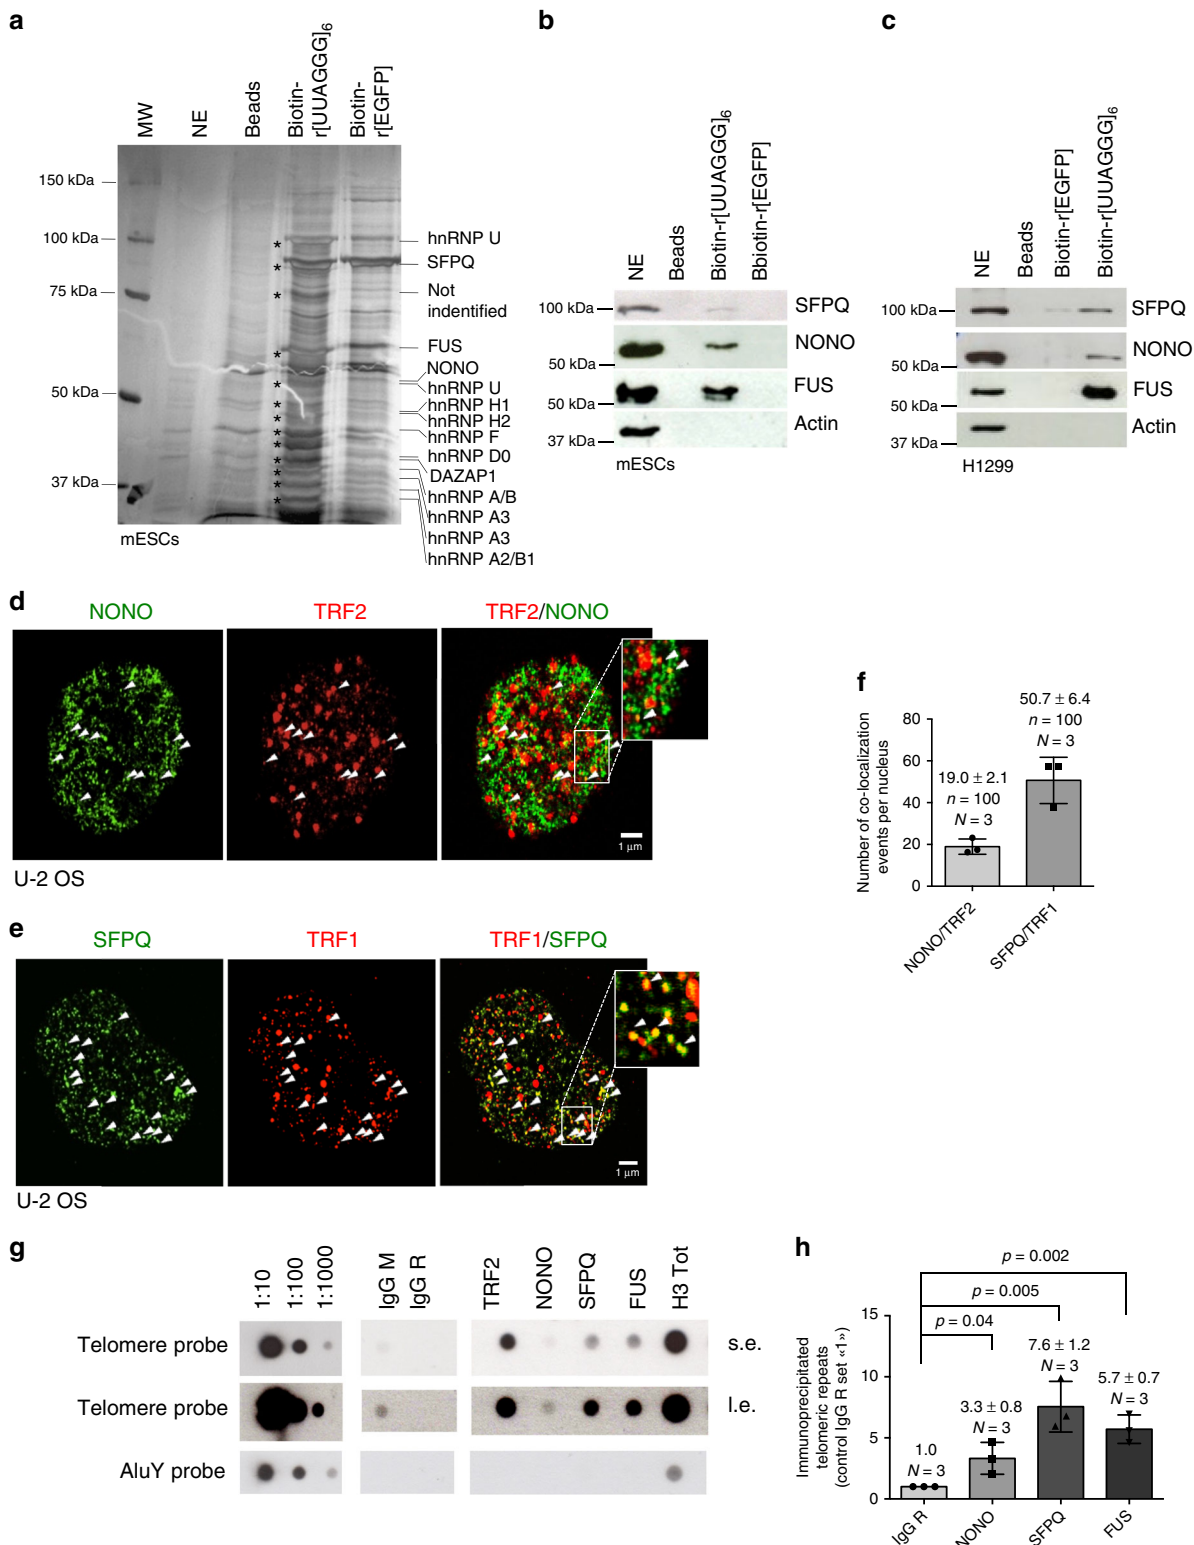 a
MW
NE
Beads
Biotin-
r[UUAGGG]6
Biotin-
r[EGFP]
150 kDa
100 kDa
75 kDa
50 kDa
37 kDa
*
*
*
*
*
*
*
*
*
*
*
*
hnRNP U
SFPQ
Not
indentified
FUS
NONO
hnRNP U
hnRNP H1
hnRNP H2
hnRNP F
hnRNP D0
DAZAP1
hnRNP A/B
hnRNP A3
hnRNP A3
hnRNP A2/B1
mESCs
b
NE
Beads
Biotin-r[UUAGGG]6
Bbiotin-r[EGFP]
100 kDa
50 kDa
50 kDa
37 kDa
SFPQ
NONO
FUS
Actin
mESCs
c
NE
Beads
Biotin-r[EGFP]
Biotin-r[UUAGGG]6
100 kDa
50 kDa
50 kDa
37 kDa
SFPQ
NONO
FUS
Actin
H1299
d
NONO
TRF2
TRF2/NONO
1 μm
U-2 OS
e
SFPQ
TRF1
TRF1/SFPQ
1 μm
U-2 OS
f
Number of co-localization
events per nucleus
80
60
40
20
0
19.0 ± 2.1
n = 100
N = 3
50.7 ± 6.4
n = 100
N = 3
NONO/TRF2
SFPQ/TRF1
g
1:10
1:100
1:1000
IgG M
IgG R
TRF2
NONO
SFPQ
FUS
H3 Tot
Telomere probe
s.e.
Telomere probe
l.e.
AluY probe
h
Immunoprecipitated
telomeric repeats
(control IgG R set «1»)
15
10
5
0
p = 0.002
p = 0.005
p = 0.04
1.0
N = 3
3.3 ± 0.8
N = 3
7.6 ± 1.2
N = 3
5.7 ± 0.7
N = 3
IgG R
NONO
SFPQ
FUS